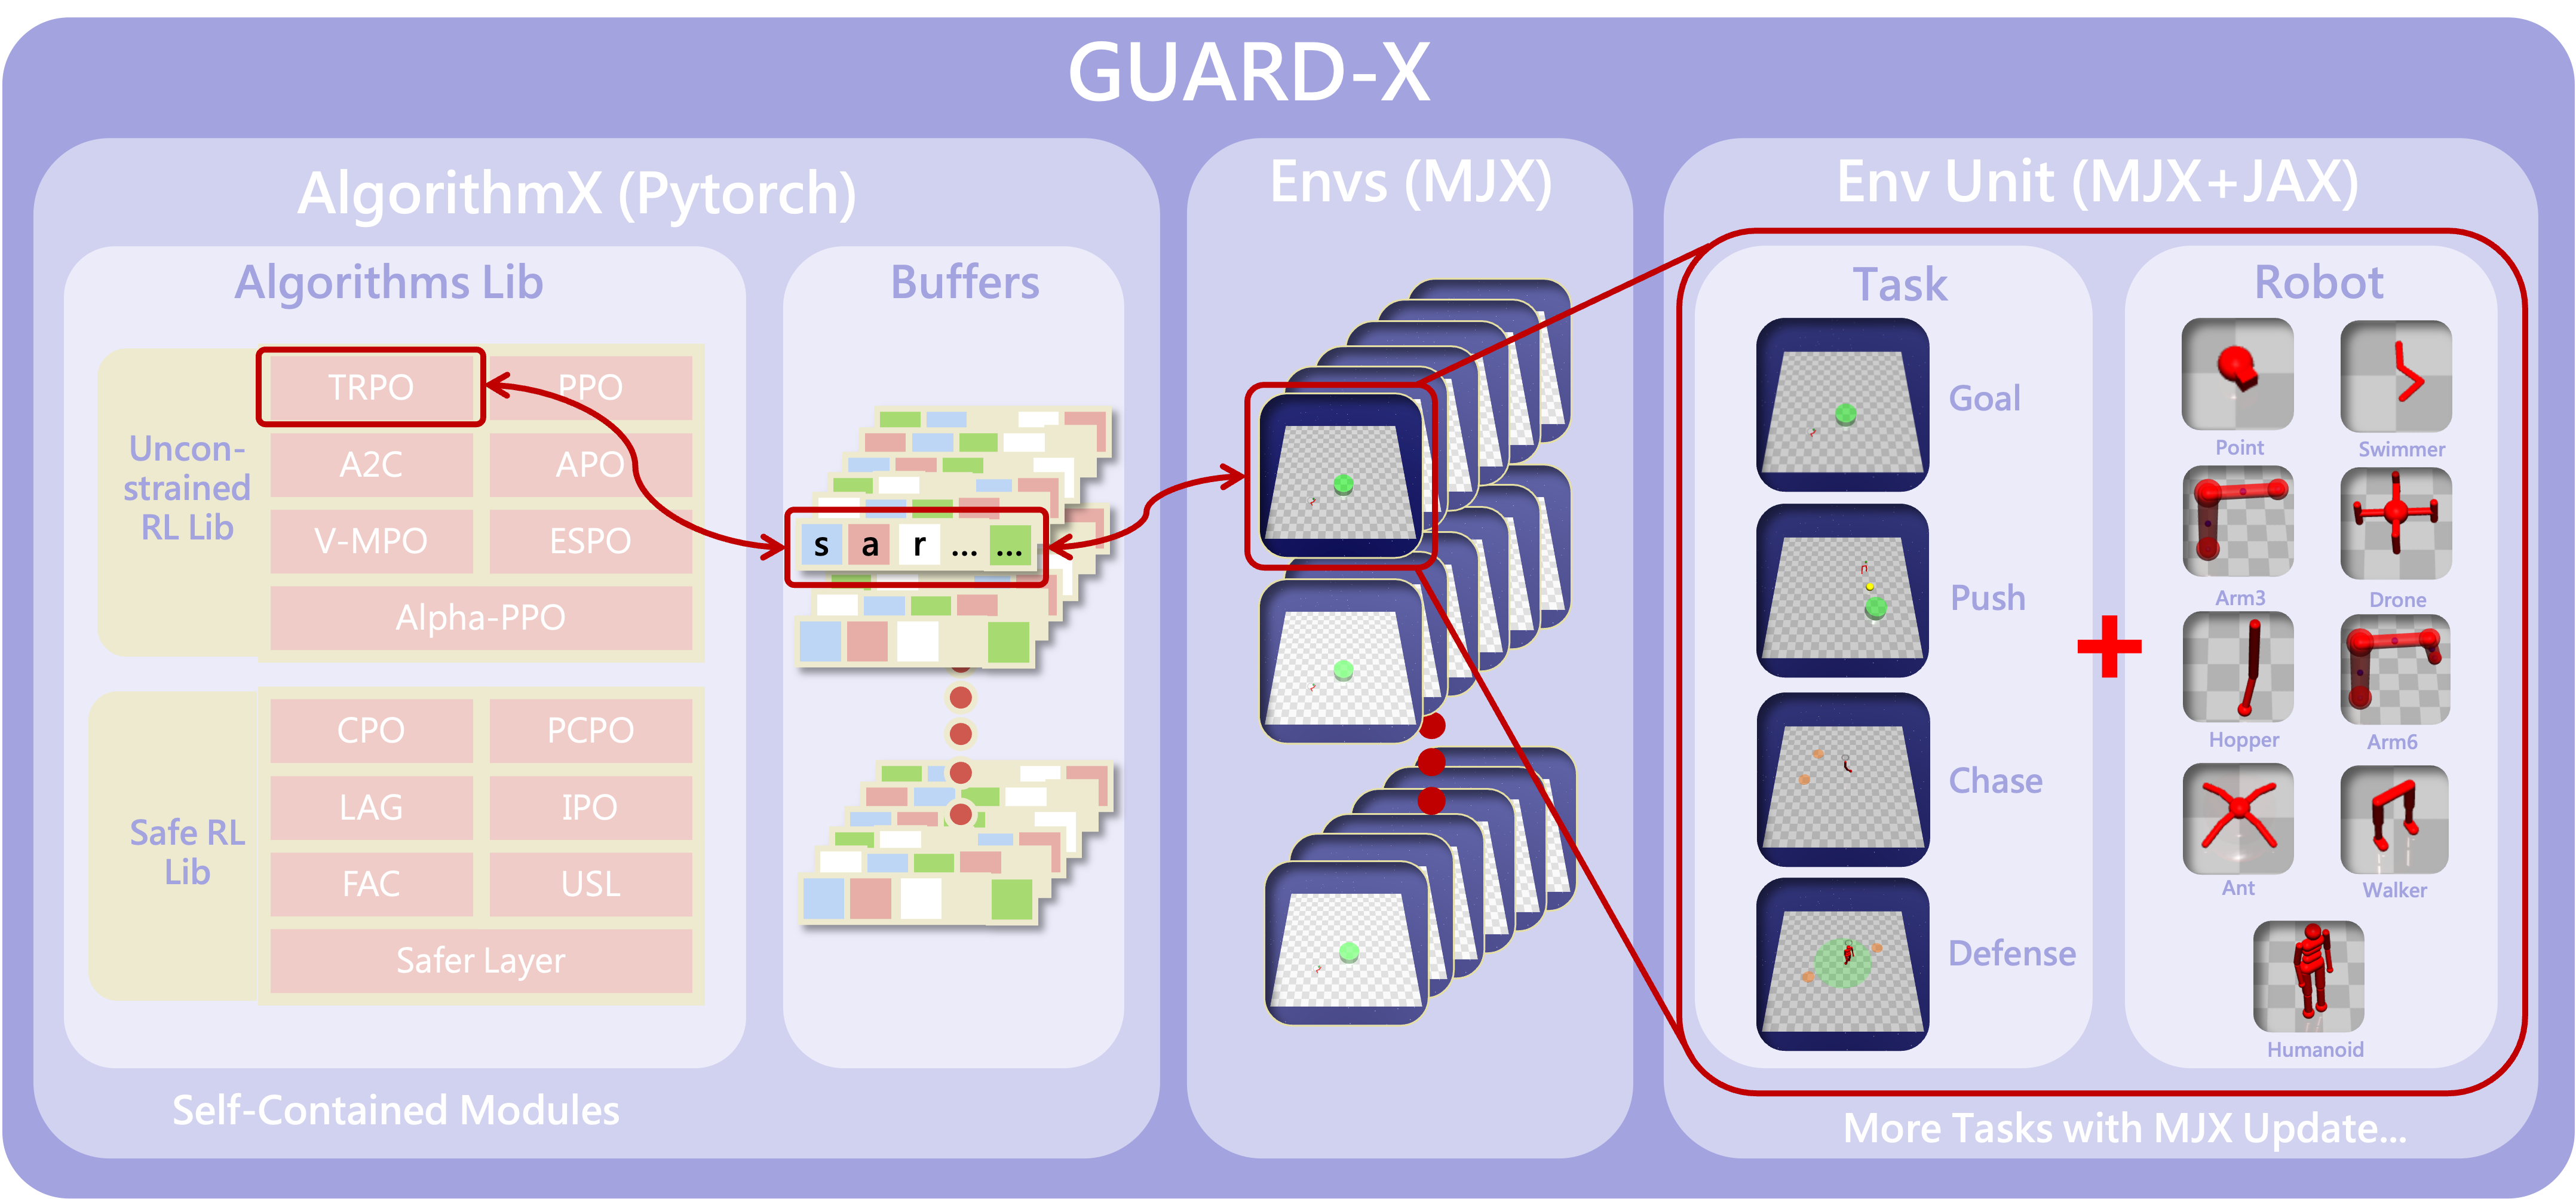 GUARD-X
AlgorithmX (Pytorch)
Algorithms Lib
Uncon-
strained
RL Lib
TRPO
PPO
A2C
APO
V-MPO
ESPO
Alpha-PPO
Safe RL
Lib
CPO
PCPO
LAG
IPO
FAC
USL
Safer Layer
Self-Contained Modules
Buffers
s a r ... ...
Envs (MJX)
Env Unit (MJX+JAX)
Task
Goal
Push
Chase
Defense
Robot
Point
Swimmer
Arm3
Drone
Hopper
Arm6
Ant
Walker
Humanoid
More Tasks with MJX Update...